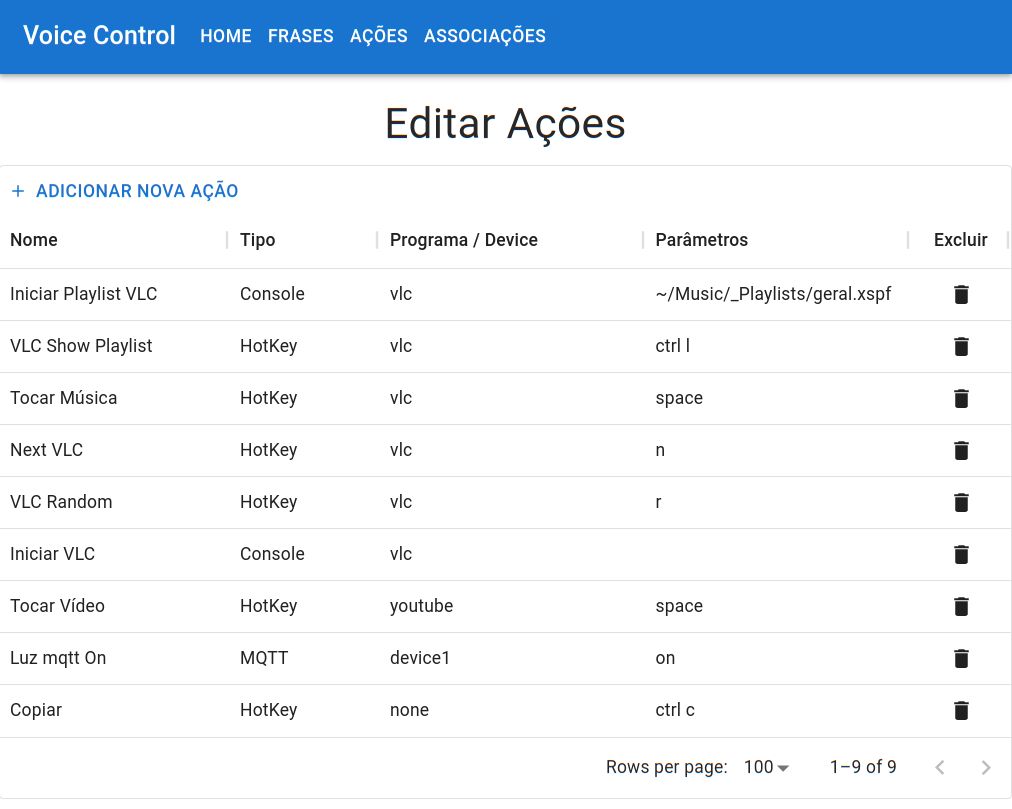 Voice Control HOME FRASES AÇÕES ASSOCIAÇÕES
Editar Ações
+ ADICIONAR NOVA AÇÃO
Nome Tipo Programa / Device Parâmetros Excluir
Iniciar Playlist VLC Console vlc ~/Music/_Playlists/geral.xspf
VLC Show Playlist HotKey vlc ctrl l
Tocar Música HotKey vlc space
Next VLC HotKey vlc n
VLC Random HotKey vlc r
Iniciar VLC Console vlc
Tocar Vídeo HotKey youtube space
Luz mqtt On MQTT device1 on
Copiar HotKey none ctrl c
Rows per page: 100 1–9 of 9